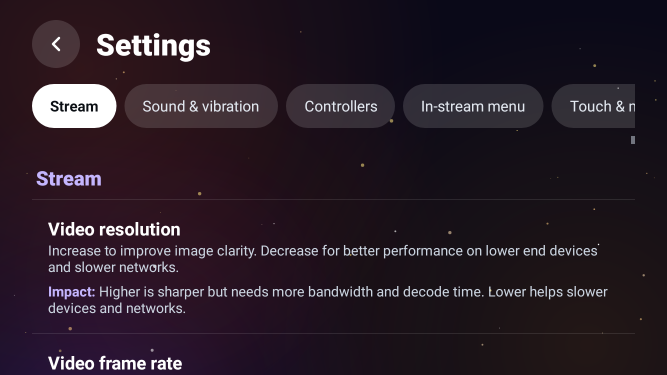 Settings
Stream
Sound & vibration
Controllers
In-stream menu
Touch &
Stream
Video resolution
Increase to improve image clarity. Decrease for better performance on lower end devices
and slower networks.
Impact: Higher is sharper but needs more bandwidth and decode time. Lower helps slower
devices and networks.
Video frame rate